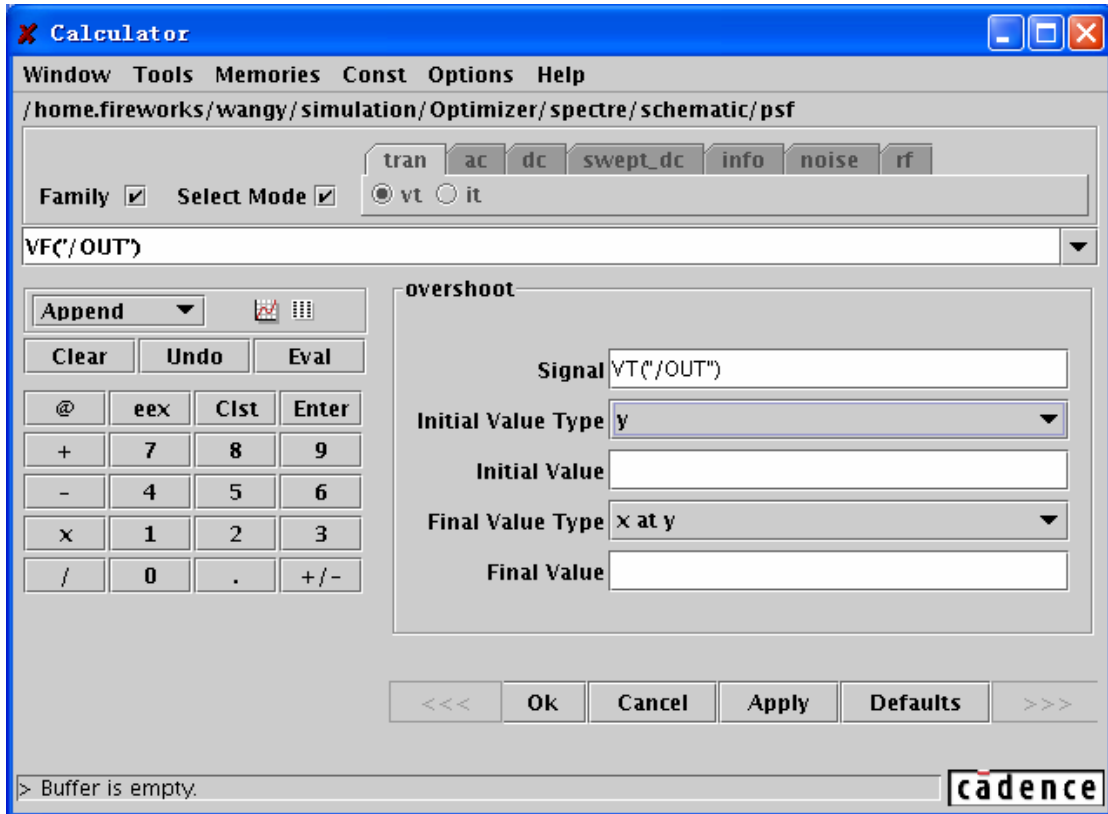 Calculator
Window Tools Memories Const Options Help
/home.fireworks/wangy/simulation/Optimizer/spectre/schematic/psf
tran ac dc swept_dc info noise rf
Family Select Mode vt it
VF('/OUT')
Append
overshoot
Clear Undo Eval
Signal VT("/OUT")
@ eex Clst Enter
Initial Value Type y
+ 7 8 9
Initial Value
- 4 5 6
Final Value Type x at y
x 1 2 3
Final Value
/ 0 . +/-
<<< Ok Cancel Apply Defaults >>>
> Buffer is empty.
cādence